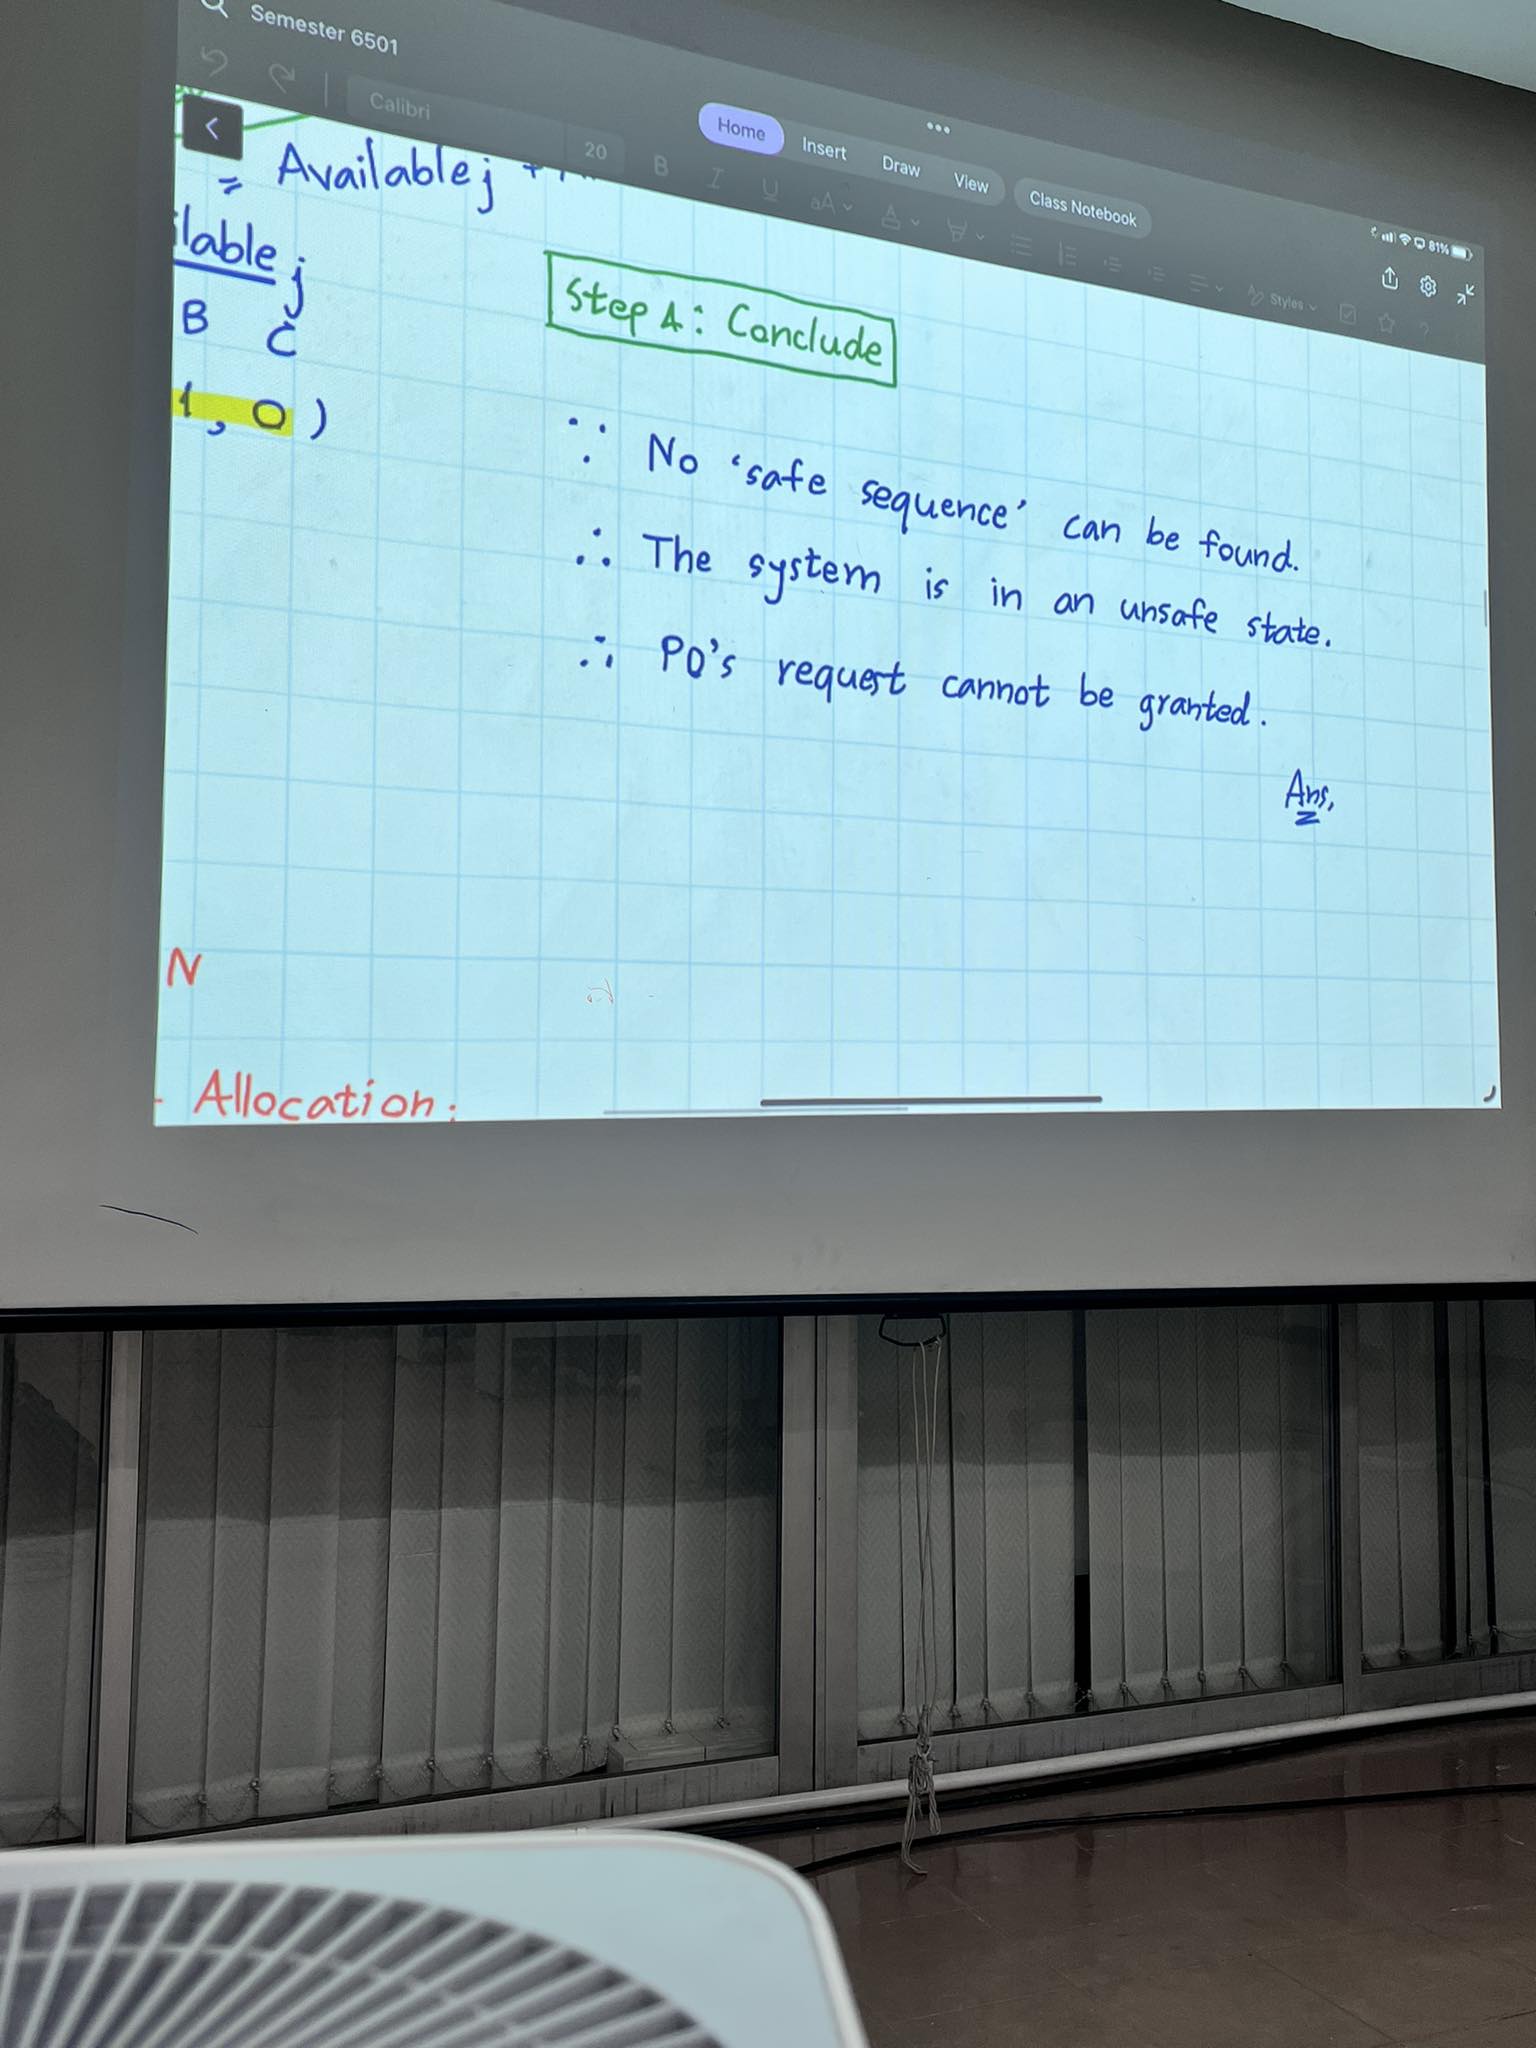 Semester 6501
Calibri
20
B I U
aA
A
Home
Insert
Draw
View
Class Notebook
81%
Styles
= Availablej +
ilable j
B C
1, 0 )
Step 4: Conclude
∵ No 'safe sequence' can be found.
∴ The system is in an unsafe state.
∴ P0's request cannot be granted.
Ans,
N
- Allocation: